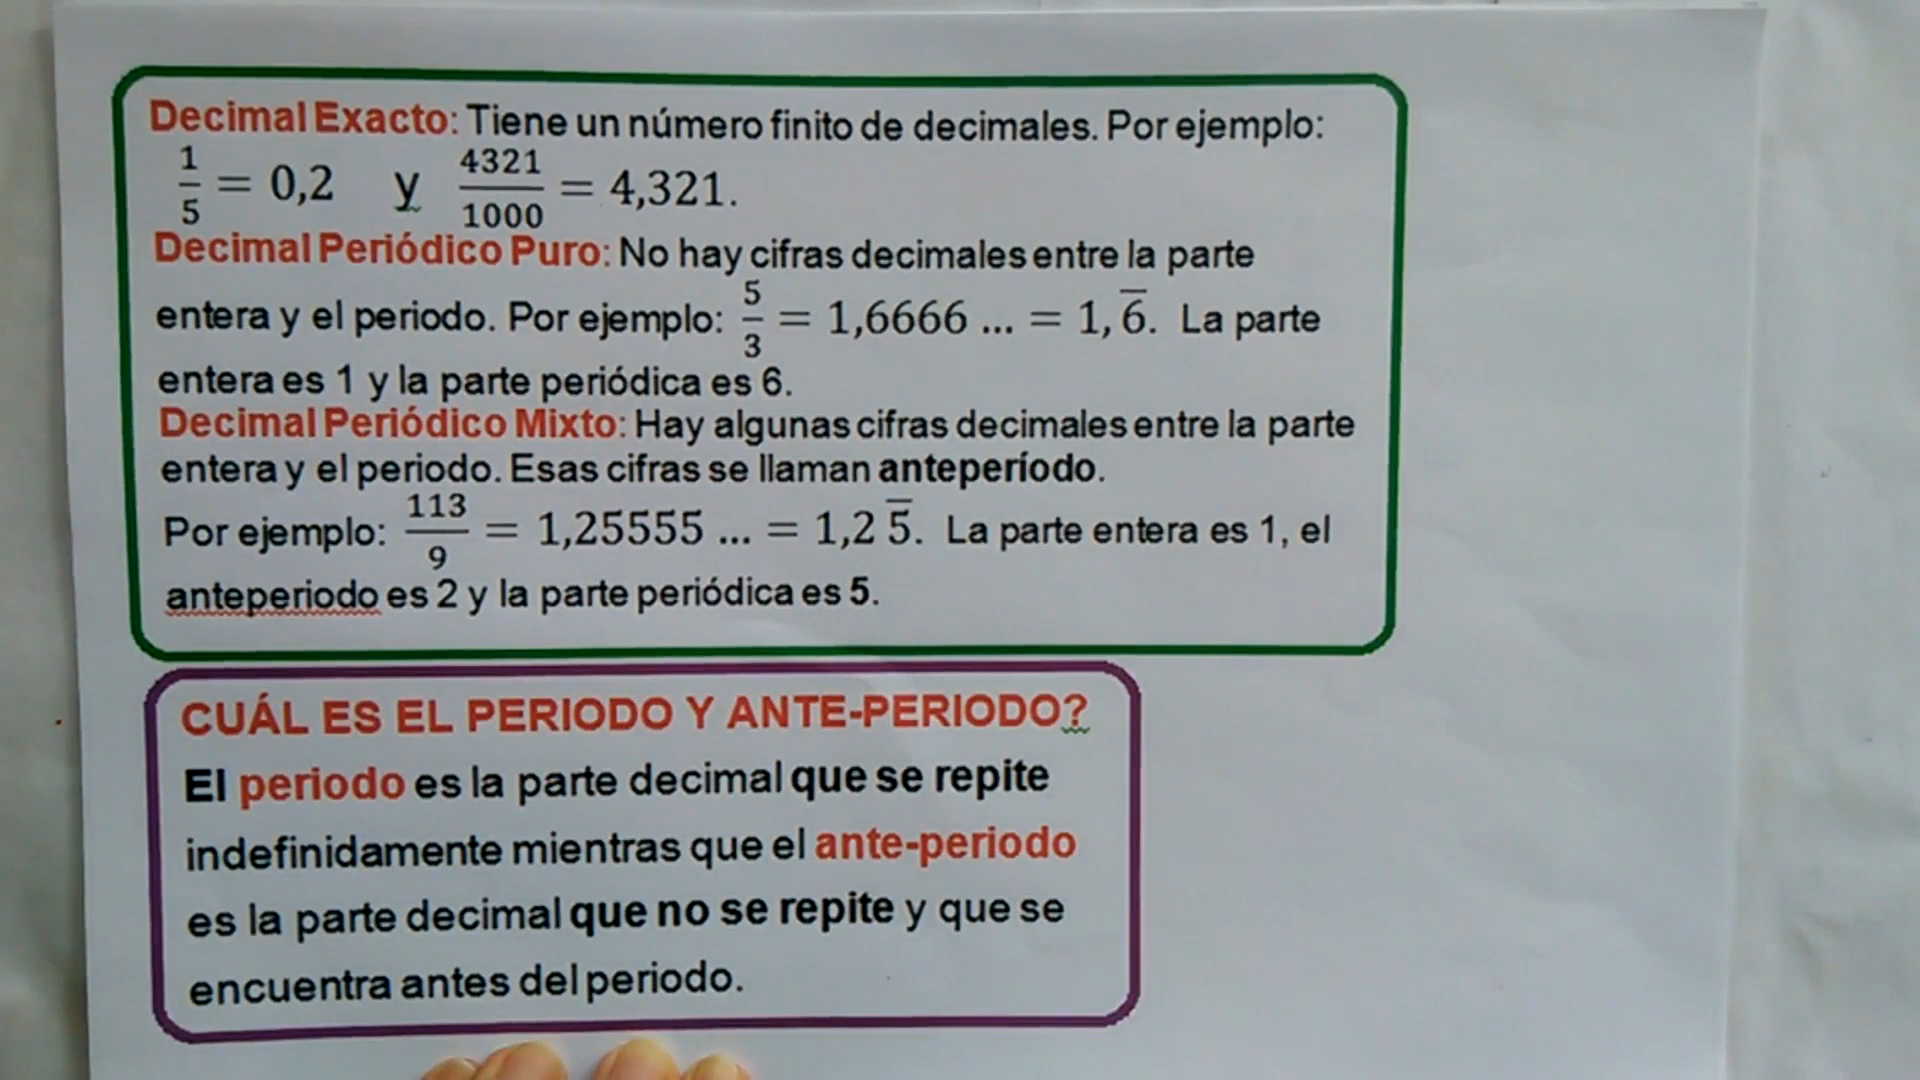 Decimal Exacto: Tiene un número finito de decimales. Por ejemplo:
1/5 = 0,2 y 4321/1000 = 4,321.
Decimal Periódico Puro: No hay cifras decimales entre la parte
entera y el periodo. Por ejemplo: 5/3 = 1,6666 ... = 1, 6̅. La parte
entera es 1 y la parte periódica es 6.
Decimal Periódico Mixto: Hay algunas cifras decimales entre la parte
entera y el periodo. Esas cifras se llaman anteperíodo.
Por ejemplo: 113/9 = 1,25555 ... = 1,2 5̅. La parte entera es 1, el
anteperiodo es 2 y la parte periódica es 5.
CUÁL ES EL PERIODO Y ANTE-PERIODO?
El periodo es la parte decimal que se repite
indefinidamente mientras que el ante-periodo
es la parte decimal que no se repite y que se
encuentra antes del periodo.